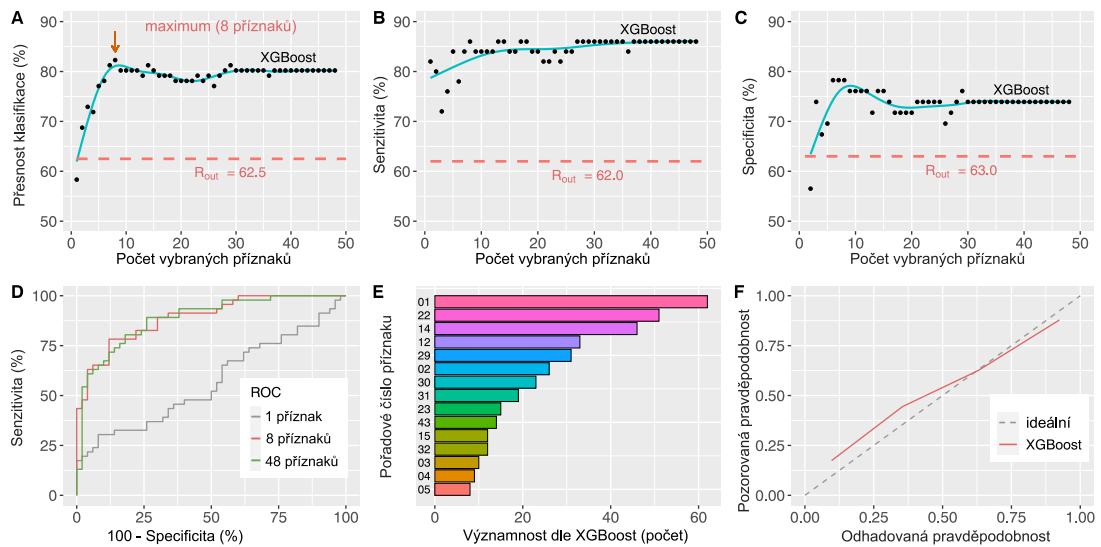 A
maximum (8 příznaků)
XGBoost
R_out = 62.5
Přesnost klasifikace (%)
90
80
70
60
50
0 10 20 30 40 50
Počet vybraných příznaků
B
XGBoost
R_out = 62.0
Senzitivita (%)
90
80
70
60
50
0 10 20 30 40 50
Počet vybraných příznaků
C
XGBoost
R_out = 63.0
Specificita (%)
90
80
70
60
50
0 10 20 30 40 50
Počet vybraných příznaků
D
Senzitivita (%)
100
75
50
25
0
ROC
1 příznak
8 příznaků
48 příznaků
0 25 50 75 100
100 - Specificita (%)
E
Pořadové číslo příznaku
01
22
14
12
29
02
30
31
23
43
15
32
03
04
05
0 20 40 60
Významnost dle XGBoost (počet)
F
Pozorovaná pravděpodobnost
1.00
0.75
0.50
0.25
0.00
ideální
XGBoost
0.00 0.25 0.50 0.75 1.00
Odhadovaná pravděpodobnost